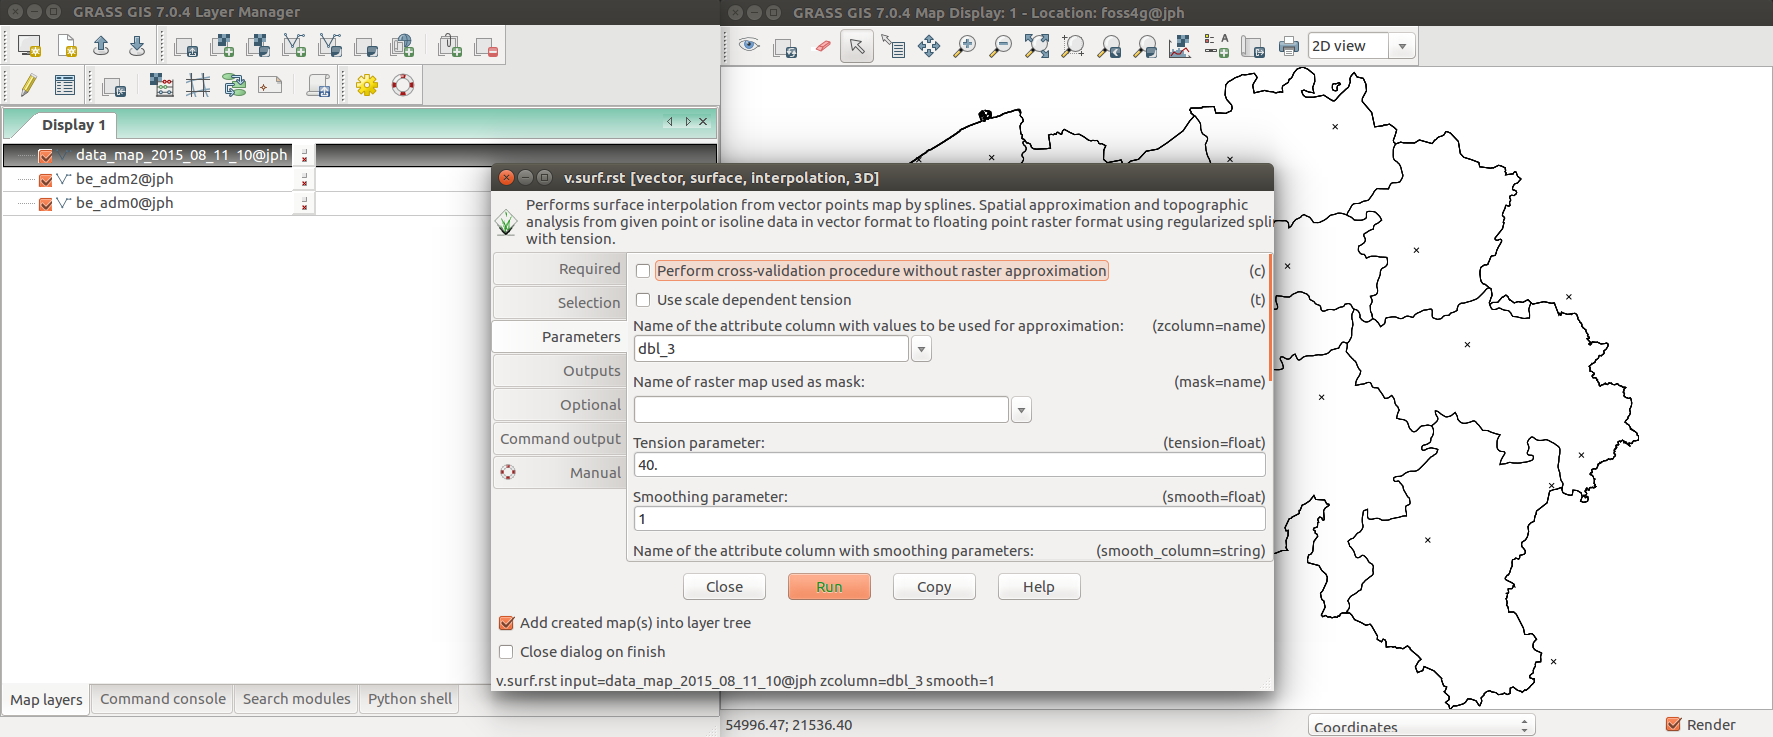 GRASS GIS 7.0.4 Layer Manager
GRASS GIS 7.0.4 Map Display: 1 - Location: foss4g@jph
2D view
Display 1
data_map_2015_08_11_10@jph
be_adm2@jph
be_adm0@jph
v.surf.rst [vector, surface, interpolation, 3D]
Performs surface interpolation from vector points map by splines. Spatial approximation and topographic
analysis from given point or isoline data in vector format to floating point raster format using regularized spli
with tension.
Required
Selection
Parameters
Outputs
Optional
Command output
Manual
Perform cross-validation procedure without raster approximation (c)
Use scale dependent tension (t)
Name of the attribute column with values to be used for approximation: (zcolumn=name)
dbl_3
Name of raster map used as mask: (mask=name)
Tension parameter: (tension=float)
40.
Smoothing parameter: (smooth=float)
1
Name of the attribute column with smoothing parameters: (smooth_column=string)
Close Run Copy Help
Add created map(s) into layer tree
Close dialog on finish
v.surf.rst input=data_map_2015_08_11_10@jph zcolumn=dbl_3 smooth=1
Map layers Command console Search modules Python shell
54996.47; 21536.40
Coordinates
Render